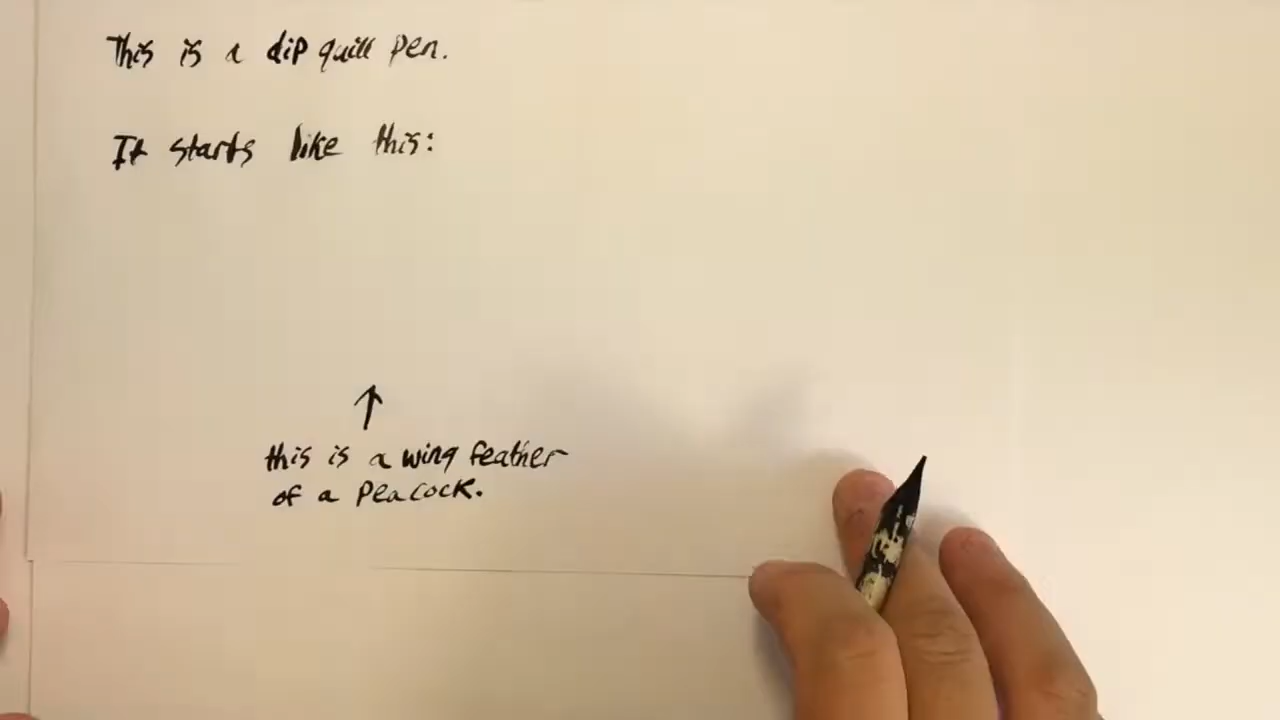 This is a dip quill pen.
It starts like this:
this is a wing feather
of a peacock.